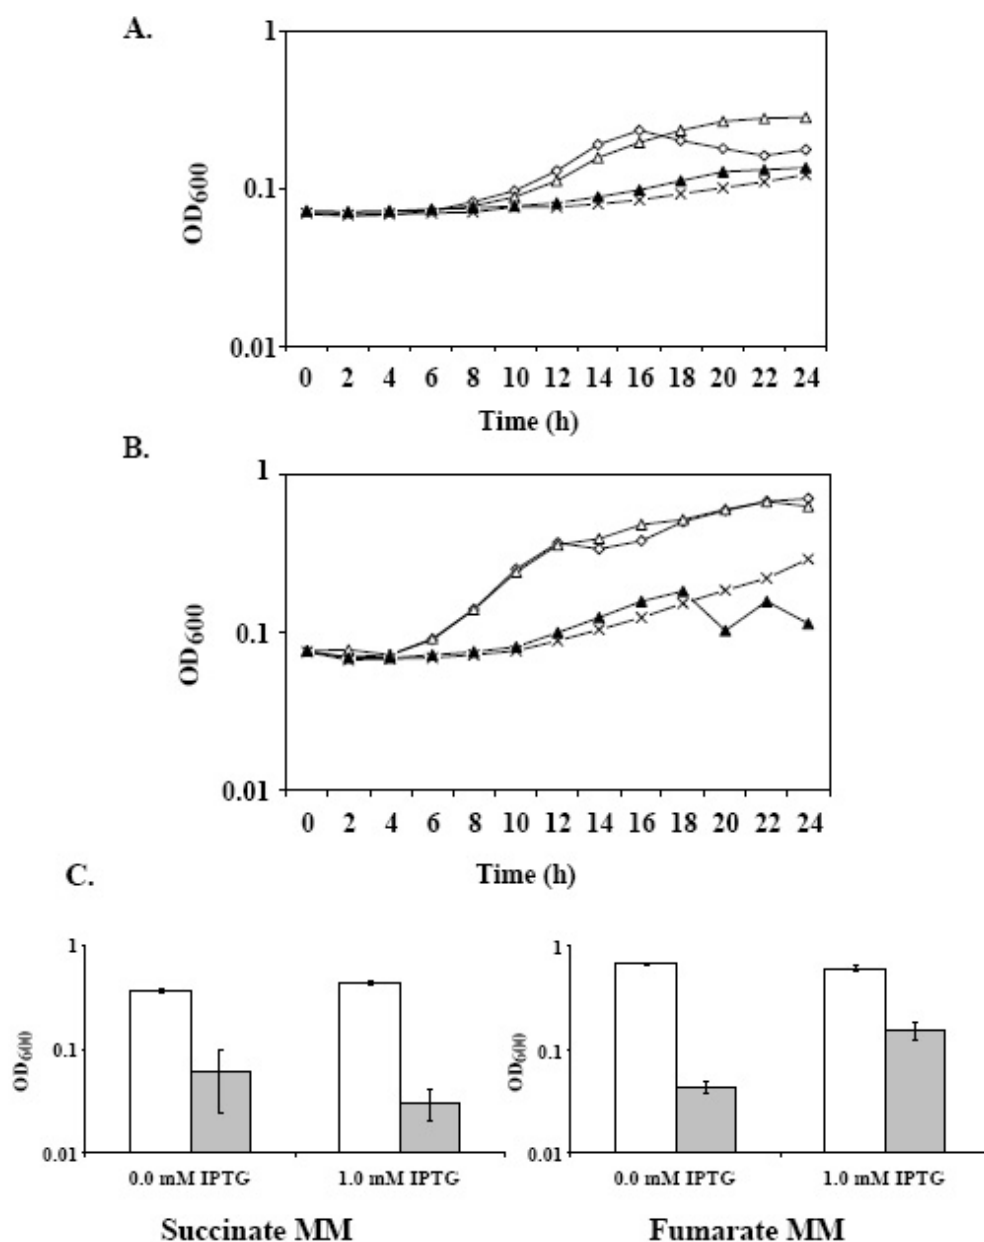 A.
1
0.1
0.01
OD600
0 2 4 6 8 10 12 14 16 18 20 22 24
Time (h)
B.
1
0.1
0.01
OD600
0 2 4 6 8 10 12 14 16 18 20 22 24
Time (h)
C.
1
0.1
0.01
OD600
0.0 mM IPTG 1.0 mM IPTG
Succinate MM
1
0.1
0.01
OD600
0.0 mM IPTG 1.0 mM IPTG
Fumarate MM